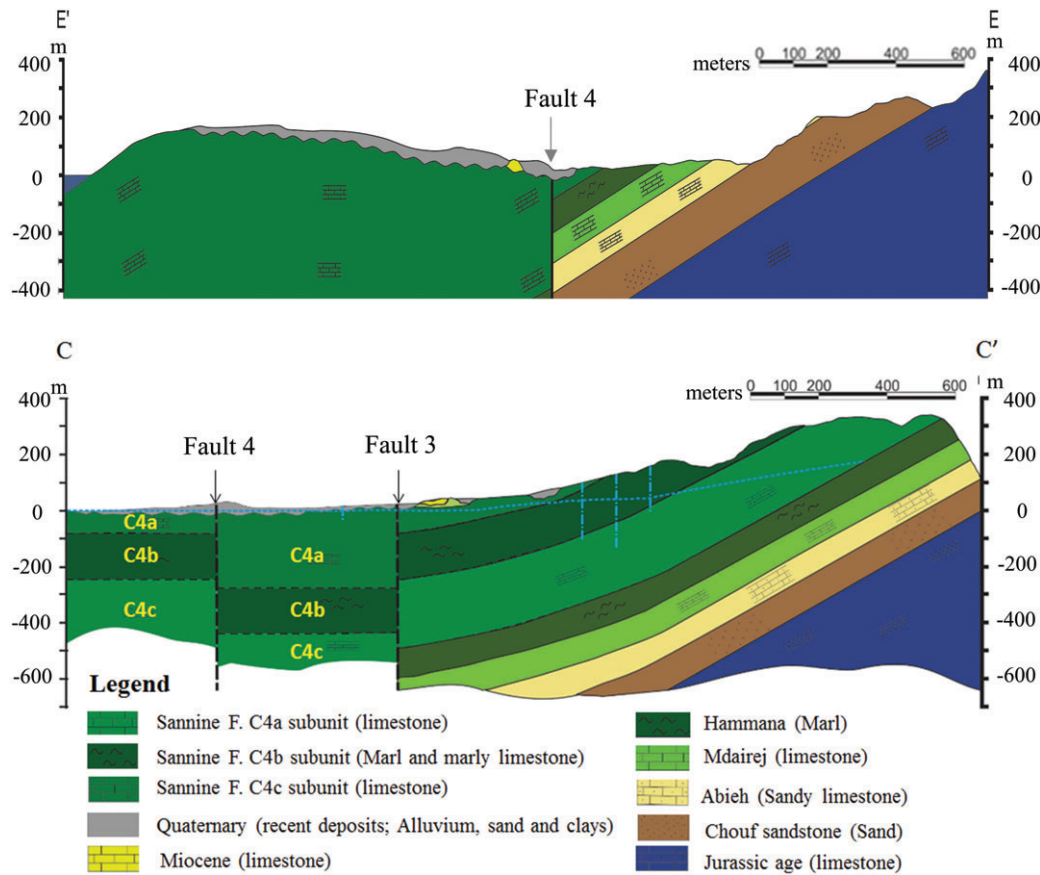 E'
E
m
m
400
400
meters
0 100 200 400 600
Fault 4
200
200
0
0
-200
-200
-400
-400
C
C'
m
m
meters
0 100 200 400 600
400
400
Fault 4
Fault 3
200
200
0
0
C4a
C4b
C4a
-200
-200
C4c
C4b
-400
-400
C4c
-600
-600
Legend
Sannine F. C4a subunit (limestone)
Sannine F. C4b subunit (Marl and marly limestone)
Sannine F. C4c subunit (limestone)
Quaternary (recent deposits; Alluvium, sand and clays)
Miocene (limestone)
Hammana (Marl)
Mdairej (limestone)
Abieh (Sandy limestone)
Chouf sandstone (Sand)
Jurassic age (limestone)